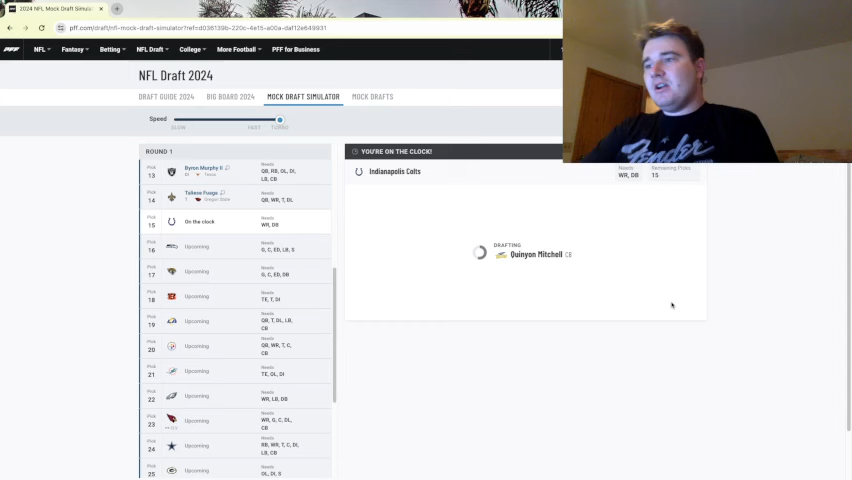 2024 NFL Mock Draft Simula
pff.com/draft/nfl-mock-draft-simulator?ref=d036139b-220c-4e15-a00a-daf12e649931
PFF NFL Fantasy Betting NFL Draft College More Football PFF for Business
NFL Draft 2024
DRAFT GUIDE 2024 BIG BOARD 2024 MOCK DRAFT SIMULATOR MOCK DRAFTS
Speed
SLOW FAST TURBO
ROUND 1
Pick 13 Byron Murphy II DI Texas Needs QB, RB, OL, DI, LB, CB
Pick 14 Taliese Fuaga T Oregon State Needs QB, WR, T, DL
Pick 15 On the clock Needs WR, DB
Pick 16 Upcoming Needs G, C, ED, LB, S
Pick 17 Upcoming Needs G, C, ED, DB
Pick 18 Upcoming Needs TE, T, DI
Pick 19 Upcoming Needs QB, T, DL, LB, CB
Pick 20 Upcoming Needs QB, WR, T, C, CB
Pick 21 Upcoming Needs TE, OL, DI
Pick 22 Upcoming Needs WR, LB, DB
Pick 23 Upcoming Needs WR, G, C, DL, CB
Pick 24 Upcoming Needs RB, WR, T, C, DI, LB, CB
Pick 25 Upcoming Needs OL, DI, S
YOU'RE ON THE CLOCK!
Indianapolis Colts
Needs WR, DB
Remaining Picks 15
DRAFTING
Quinyon Mitchell CB
Fender